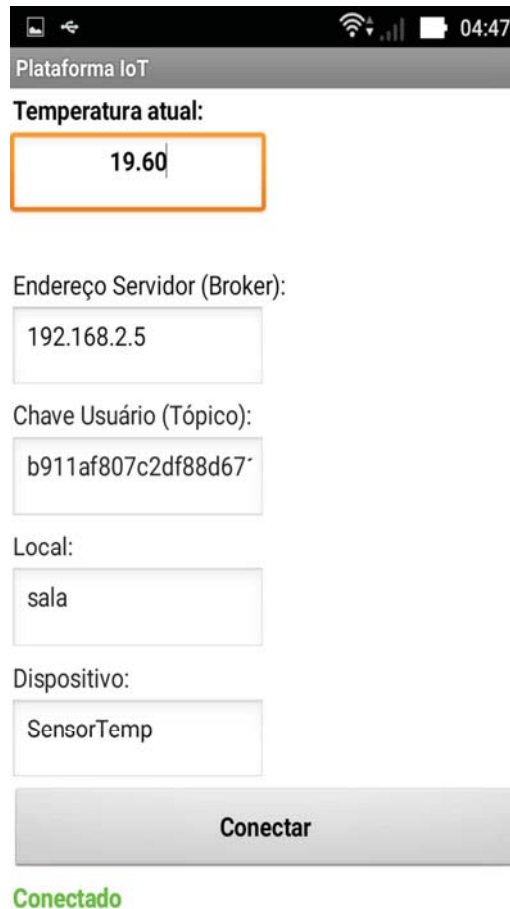 04:47
Plataforma IoT
Temperatura atual:
19.60
Endereço Servidor (Broker):
192.168.2.5
Chave Usuário (Tópico):
b911af807c2df88d67
Local:
sala
Dispositivo:
SensorTemp
Conectar
Conectado